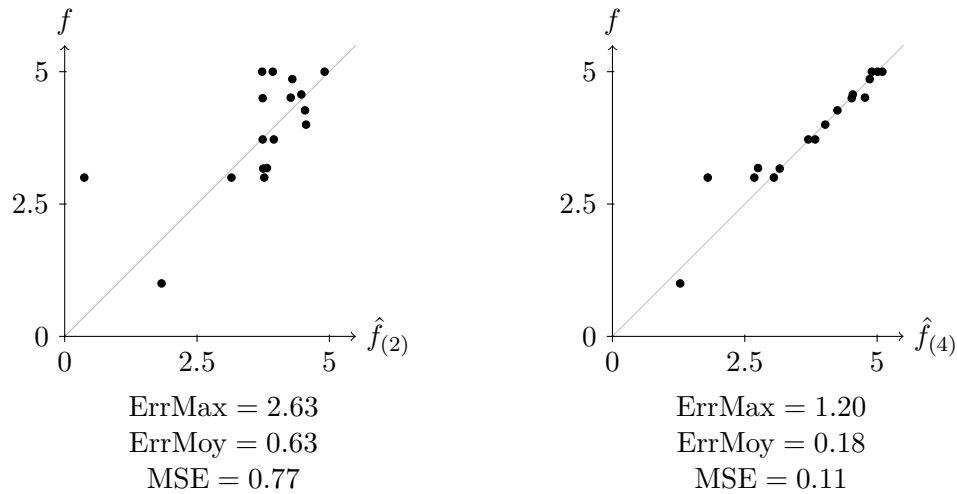 f
5
2.5
0
0
2.5
5
f̂(2)
ErrMax = 2.63
ErrMoy = 0.63
MSE = 0.77
f
5
2.5
0
0
2.5
5
f̂(4)
ErrMax = 1.20
ErrMoy = 0.18
MSE = 0.11